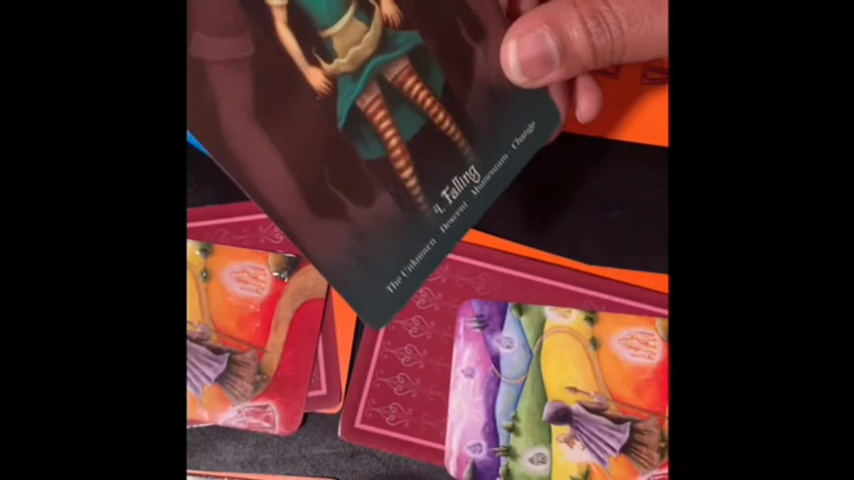 4. Falling
The Unknown · Descent · Momentum · Change